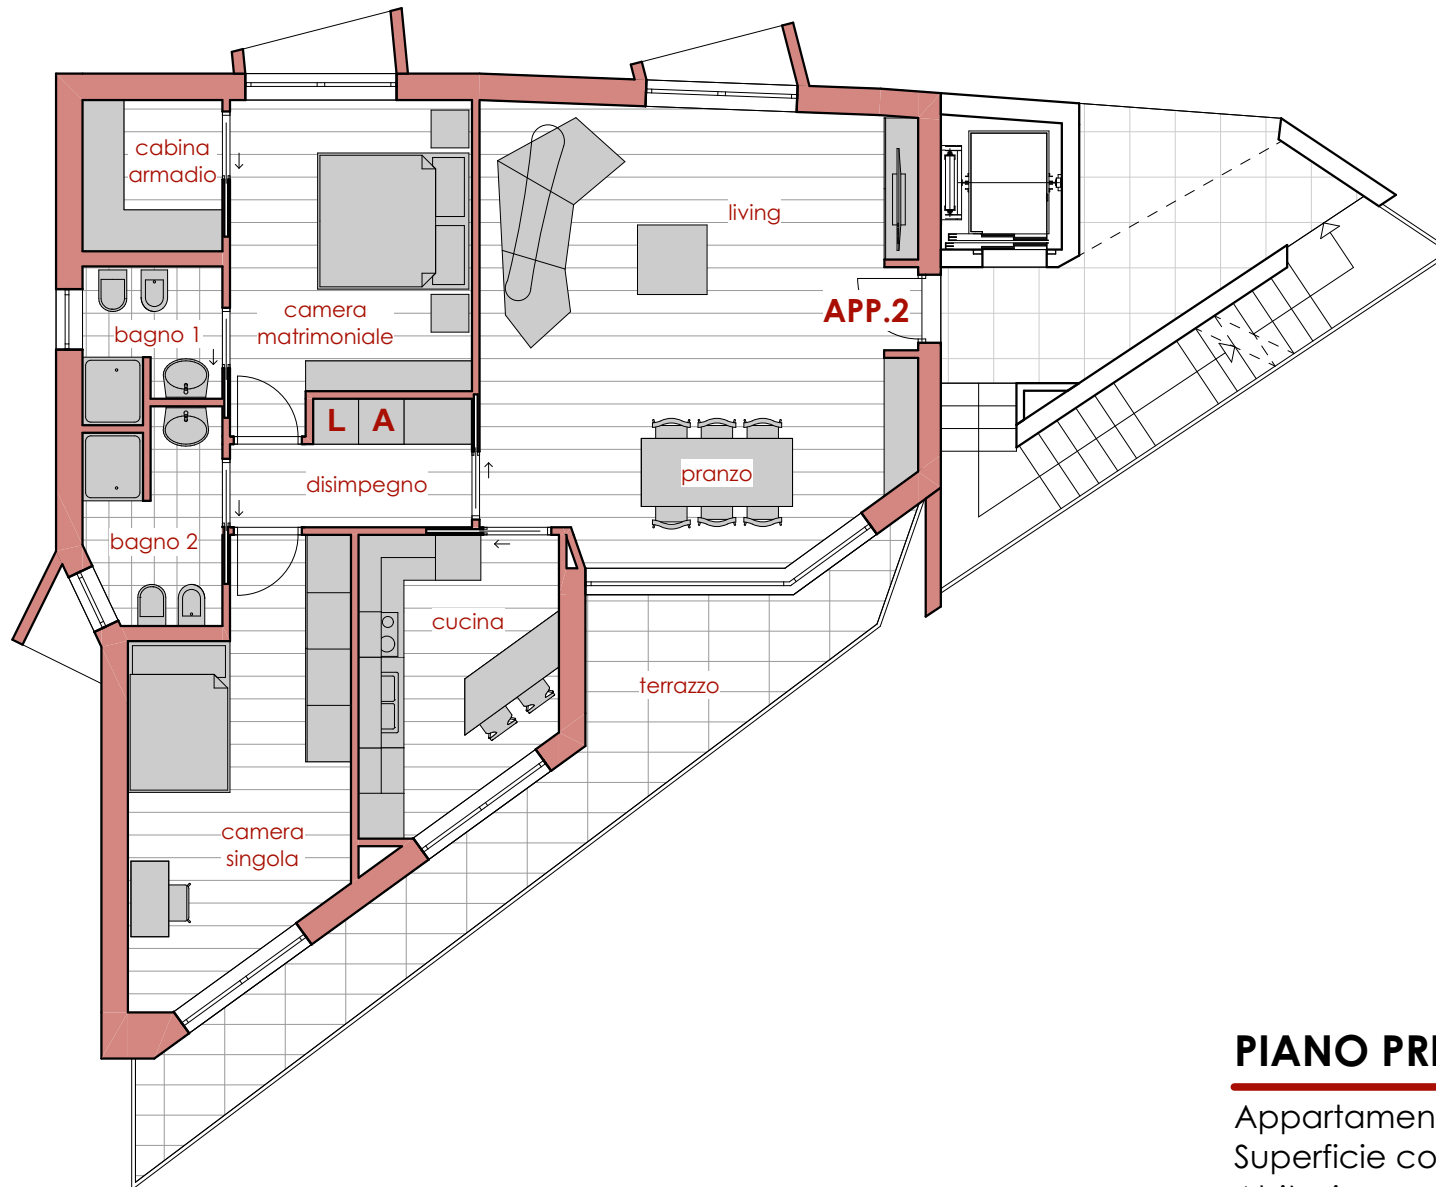 cabina
armadio
living
camera
matrimoniale
APP.2
bagno 1
L A
disimpegno
pranzo
bagno 2
cucina
terrazzo
camera
singola
PIANO PRI
Appartamen
Superficie co